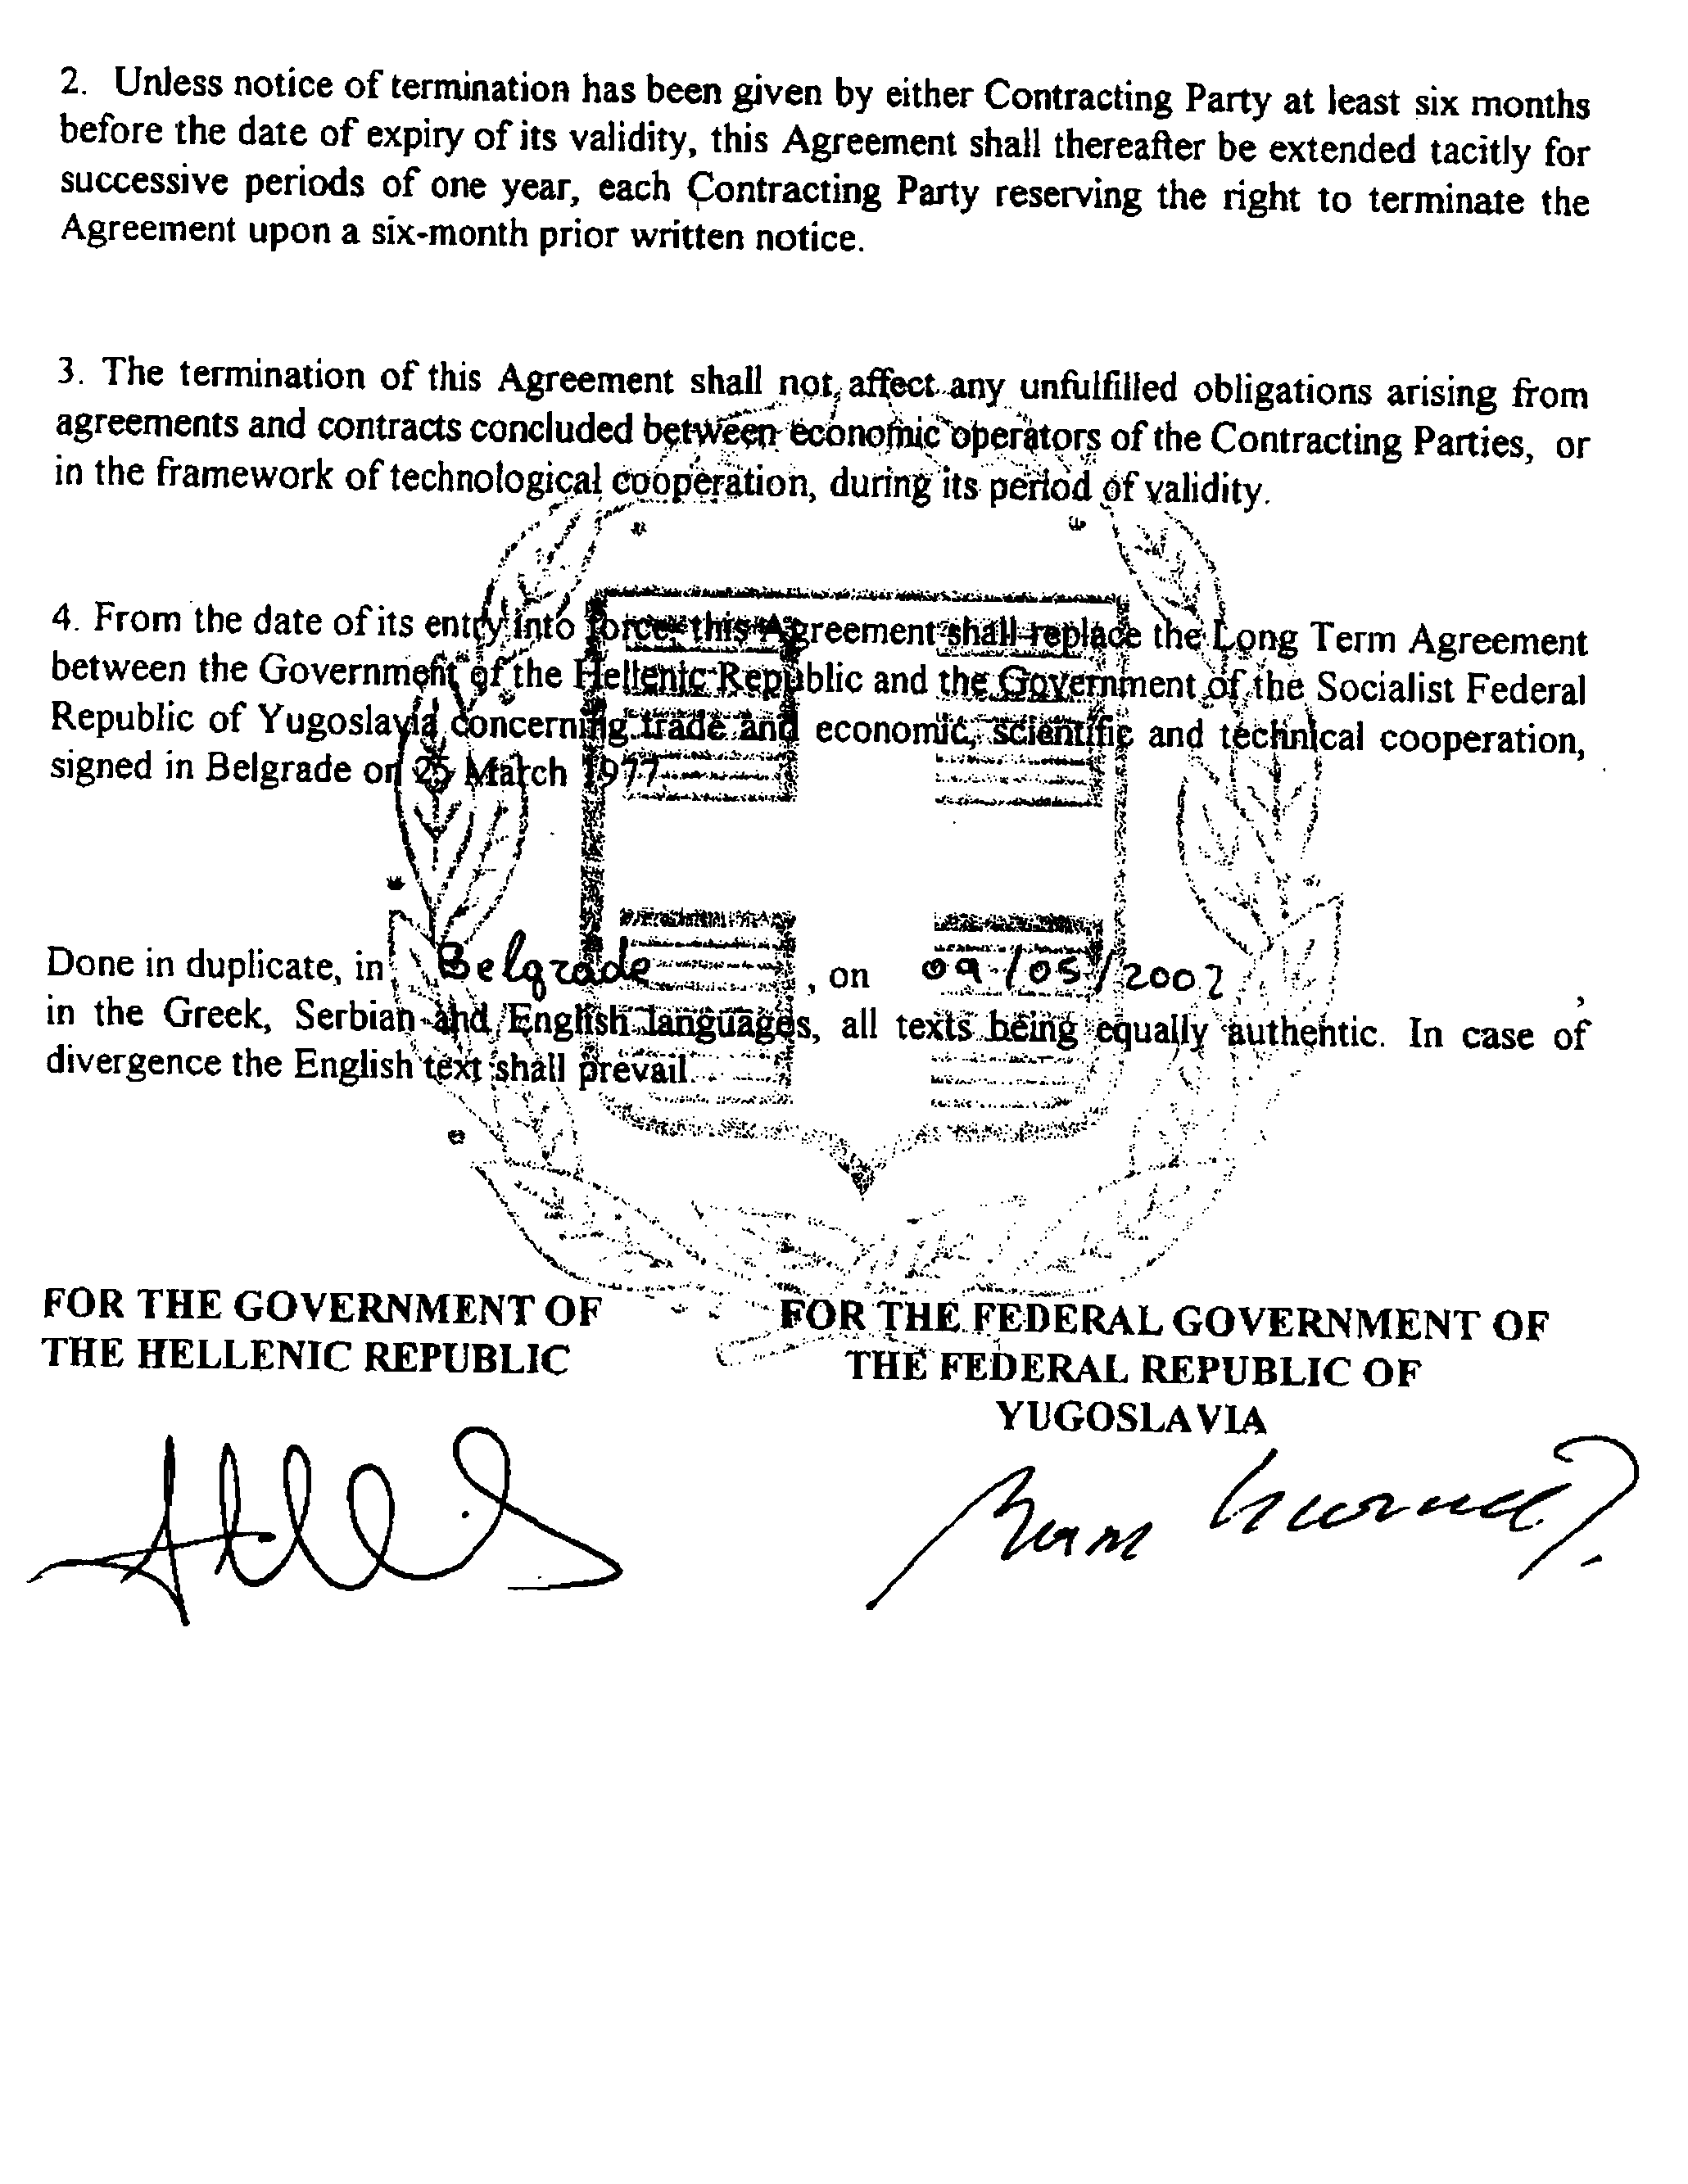 2. Unless notice of termination has been given by either Contracting Party at least six months
before the date of expiry of its validity, this Agreement shall thereafter be extended tacitly for
successive periods of one year, each Contracting Party reserving the right to terminate the
Agreement upon a six-month prior written notice.
3. The termination of this Agreement shall not affect any unfulfilled obligations arising from
agreements and contracts concluded between economic operators of the Contracting Parties, or
in the framework of technological cooperation, during its period of validity.
4. From the date of its entry into force this Agreement shall replace the Long Term Agreement
between the Government of the Hellenic Republic and the Government of the Socialist Federal
Republic of Yugoslavia concerning trade and economic, scientific and technical cooperation,
signed in Belgrade on 25 March 1977.
Done in duplicate, in Belgrade , on 09/05/2002 ,
in the Greek, Serbian and English languages, all texts being equally authentic. In case of
divergence the English text shall prevail.
FOR THE GOVERNMENT OF
THE HELLENIC REPUBLIC
FOR THE FEDERAL GOVERNMENT OF
THE FEDERAL REPUBLIC OF
YUGOSLAVIA